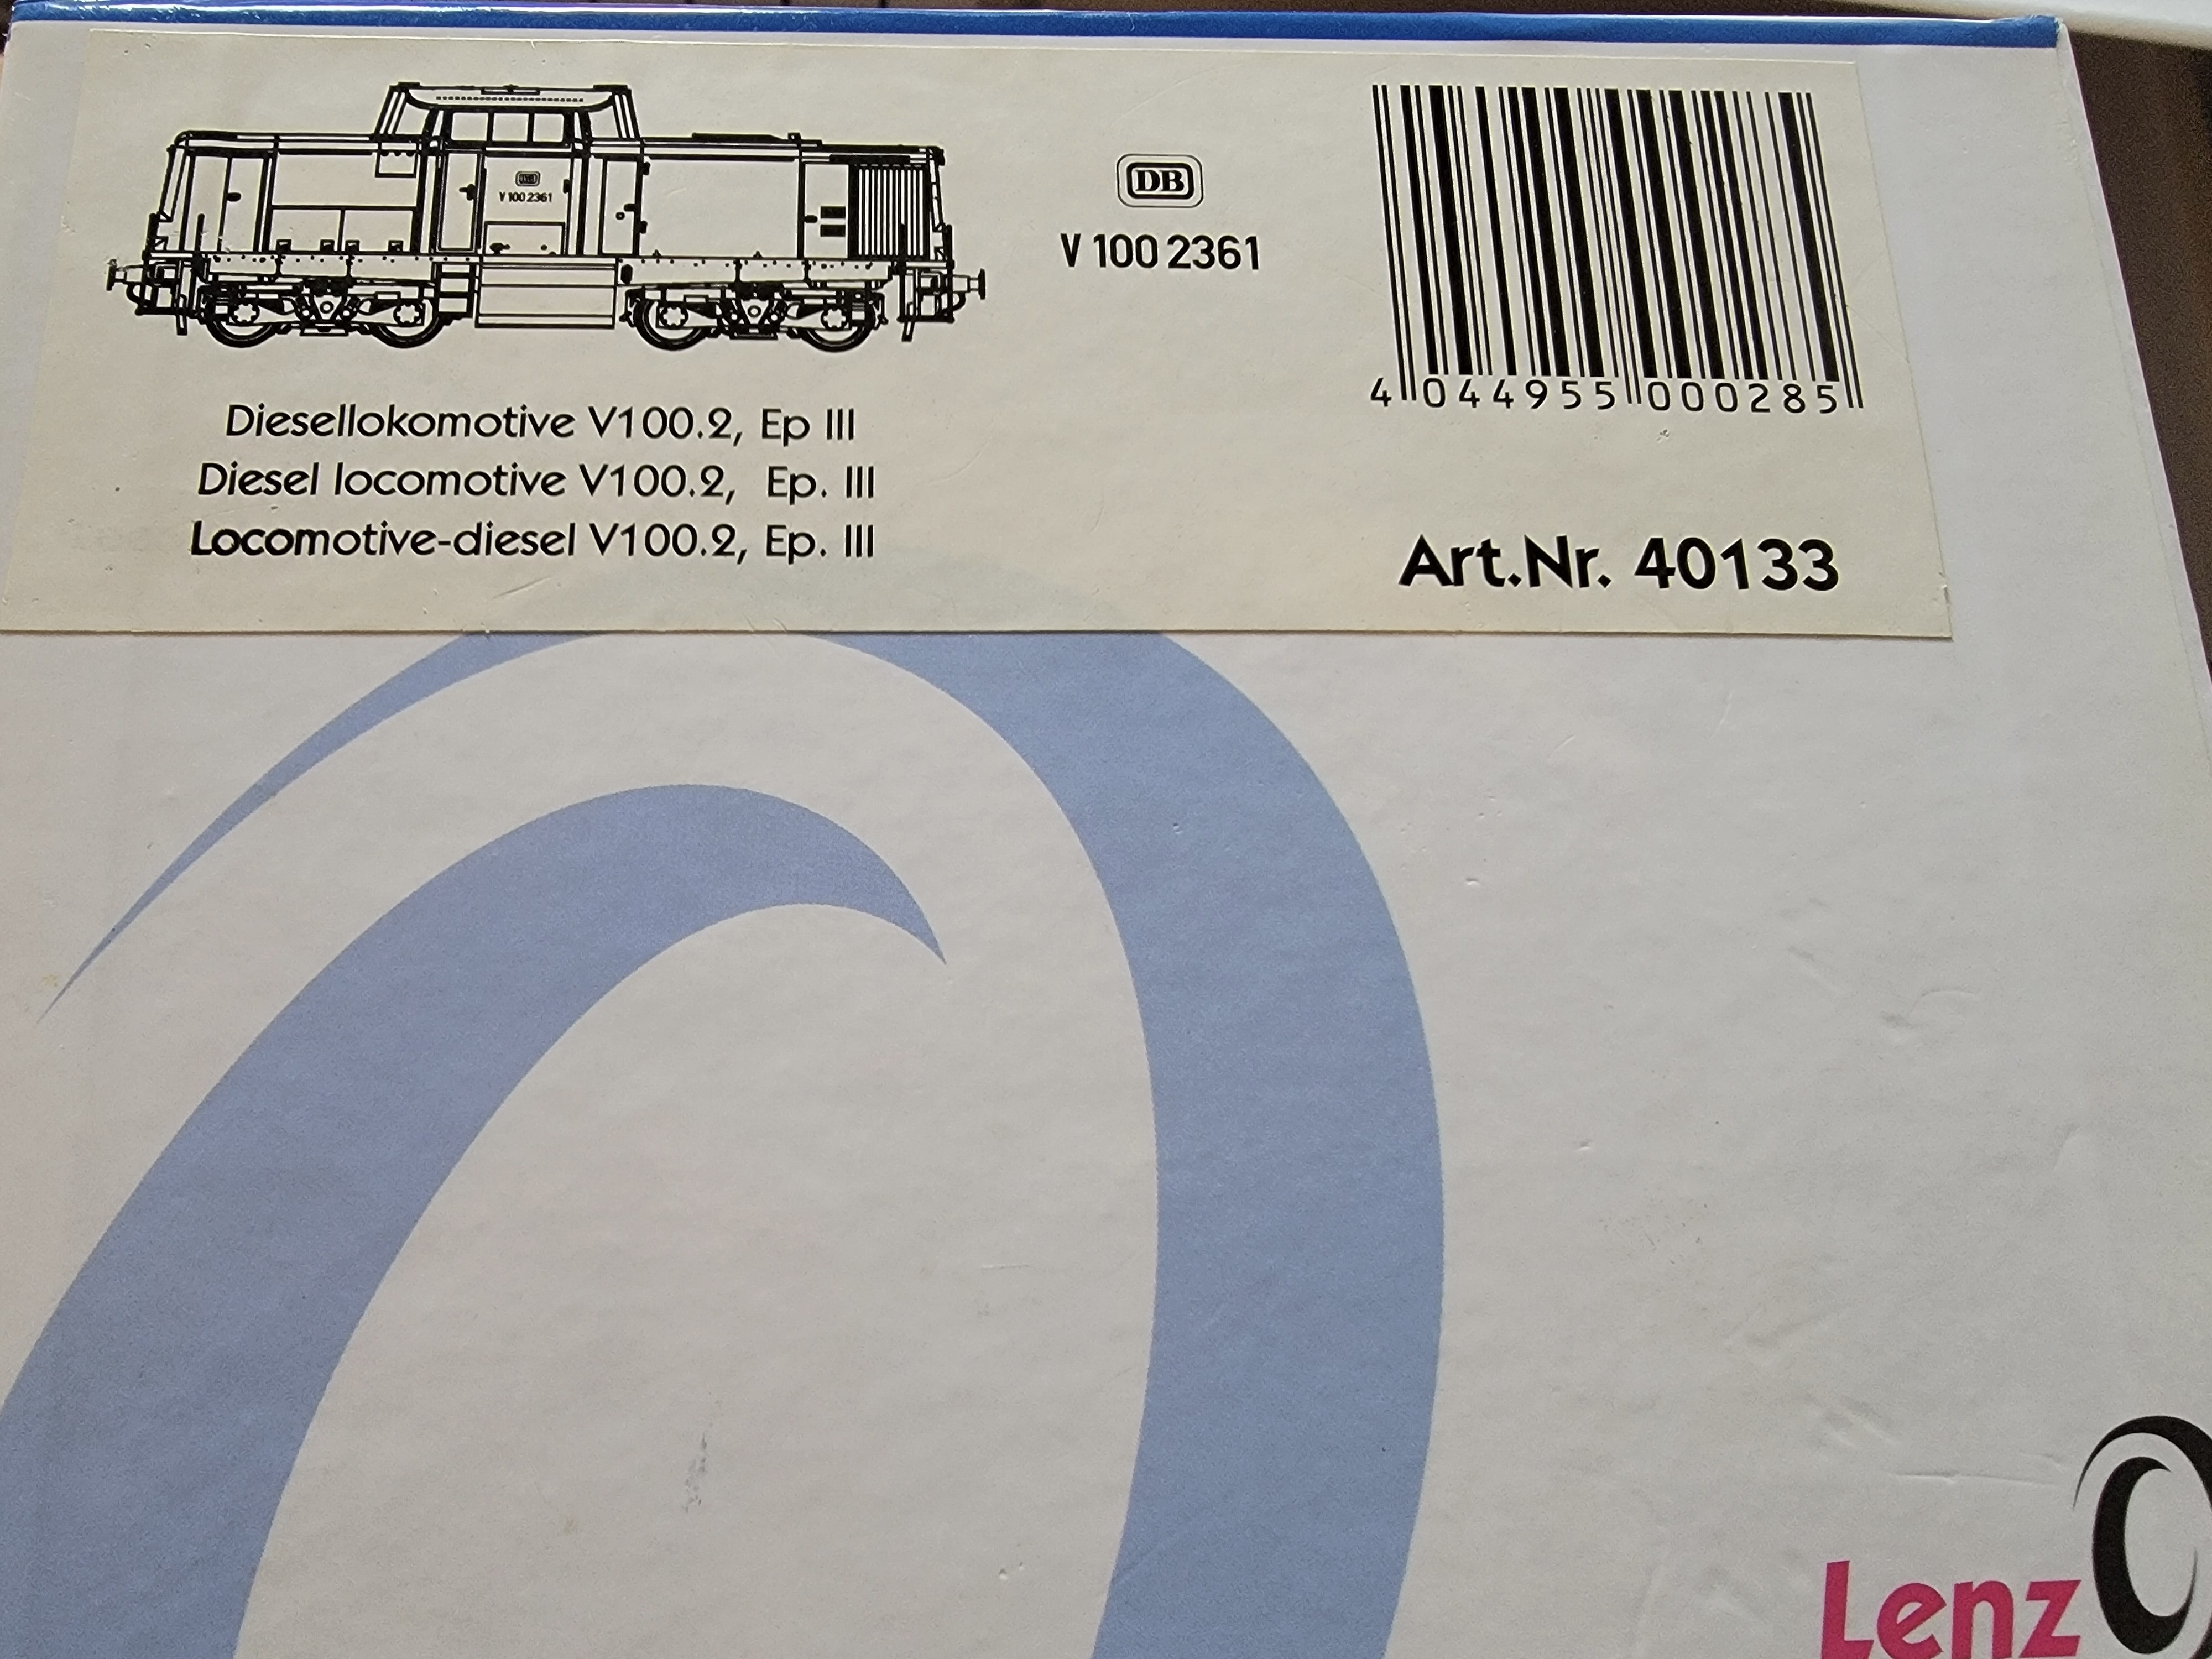 DB
V 100 2361
DB
V 100 2361
4 044955 000285
Diesellokomotive V100.2, Ep III
Diesel locomotive V100.2, Ep. III
Locomotive-diesel V100.2, Ep. III
Art.Nr. 40133
Lenz